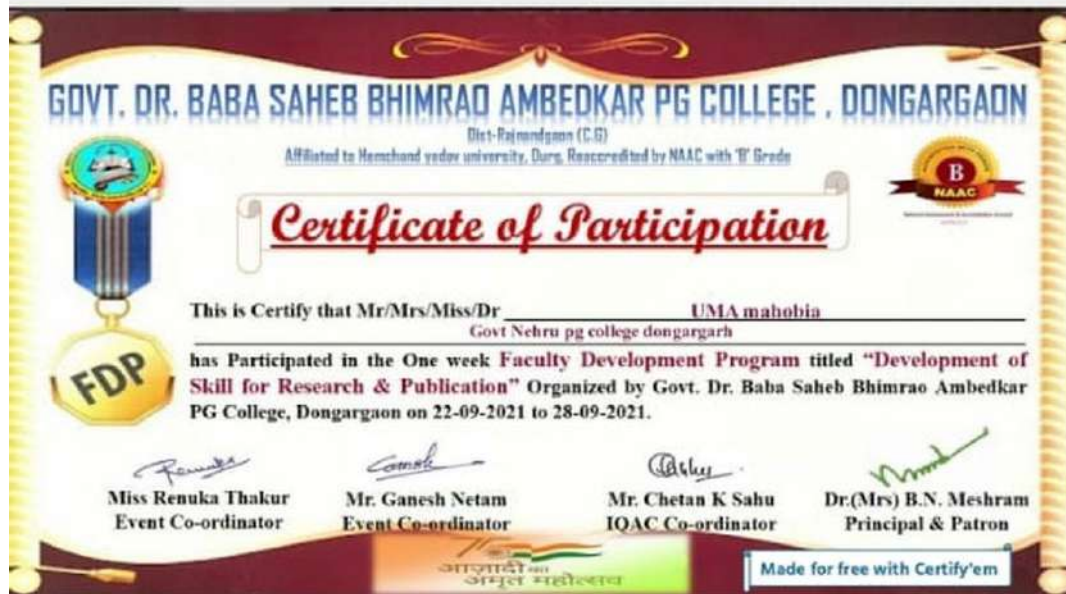 GOVT. DR. BABA SAHEB BHIMRAO AMBEDKAR PG COLLEGE , DONGARGAON
Dist-Rajnandgaon (C.G)
Affiliated to Hemchand yadav university, Durg, Reaccredited by NAAC with 'B' Grade
B
NAAC
Certificate of Participation
This is Certify that Mr/Mrs/Miss/Dr UMA mahobia
Govt Nehru pg college dongargarh
has Participated in the One week Faculty Development Program titled “Development of
Skill for Research & Publication” Organized by Govt. Dr. Baba Saheb Bhimrao Ambedkar
PG College, Dongargaon on 22-09-2021 to 28-09-2021.
FDP
Miss Renuka Thakur
Event Co-ordinator
Mr. Ganesh Netam
Event Co-ordinator
Mr. Chetan K Sahu
IQAC Co-ordinator
Dr.(Mrs) B.N. Meshram
Principal & Patron
आज़ादी का
अमृत महोत्सव
Made for free with Certify'em